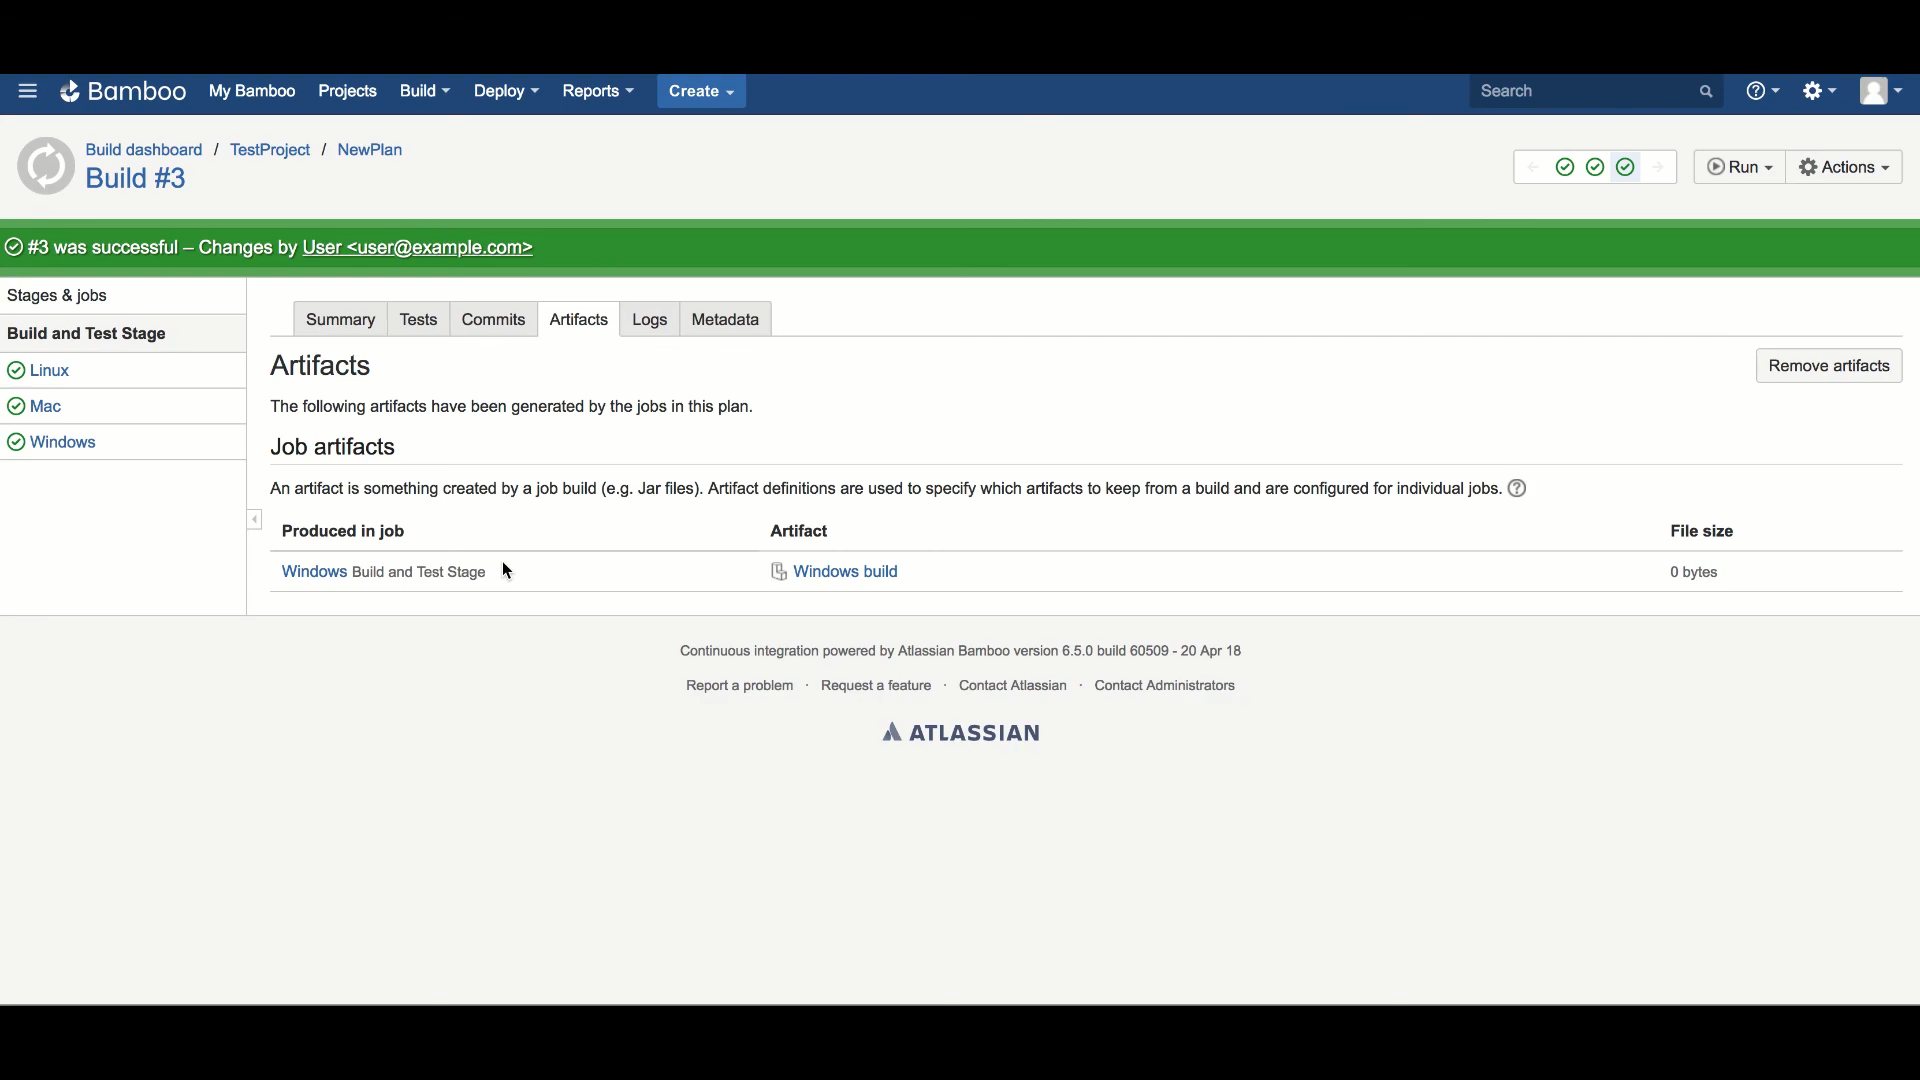 Bamboo My Bamboo Projects Build Deploy Reports Create Search
Build dashboard / TestProject / NewPlan
Build #3
Run Actions
#3 was successful – Changes by User <user@example.com>
Stages & jobs
Build and Test Stage
Linux
Mac
Windows
Summary Tests Commits Artifacts Logs Metadata
Artifacts
Remove artifacts
The following artifacts have been generated by the jobs in this plan.
Job artifacts
An artifact is something created by a job build (e.g. Jar files). Artifact definitions are used to specify which artifacts to keep from a build and are configured for individual jobs.
Produced in job Artifact File size
Windows Build and Test Stage Windows build 0 bytes
Continuous integration powered by Atlassian Bamboo version 6.5.0 build 60509 - 20 Apr 18
Report a problem · Request a feature · Contact Atlassian · Contact Administrators
ATLASSIAN